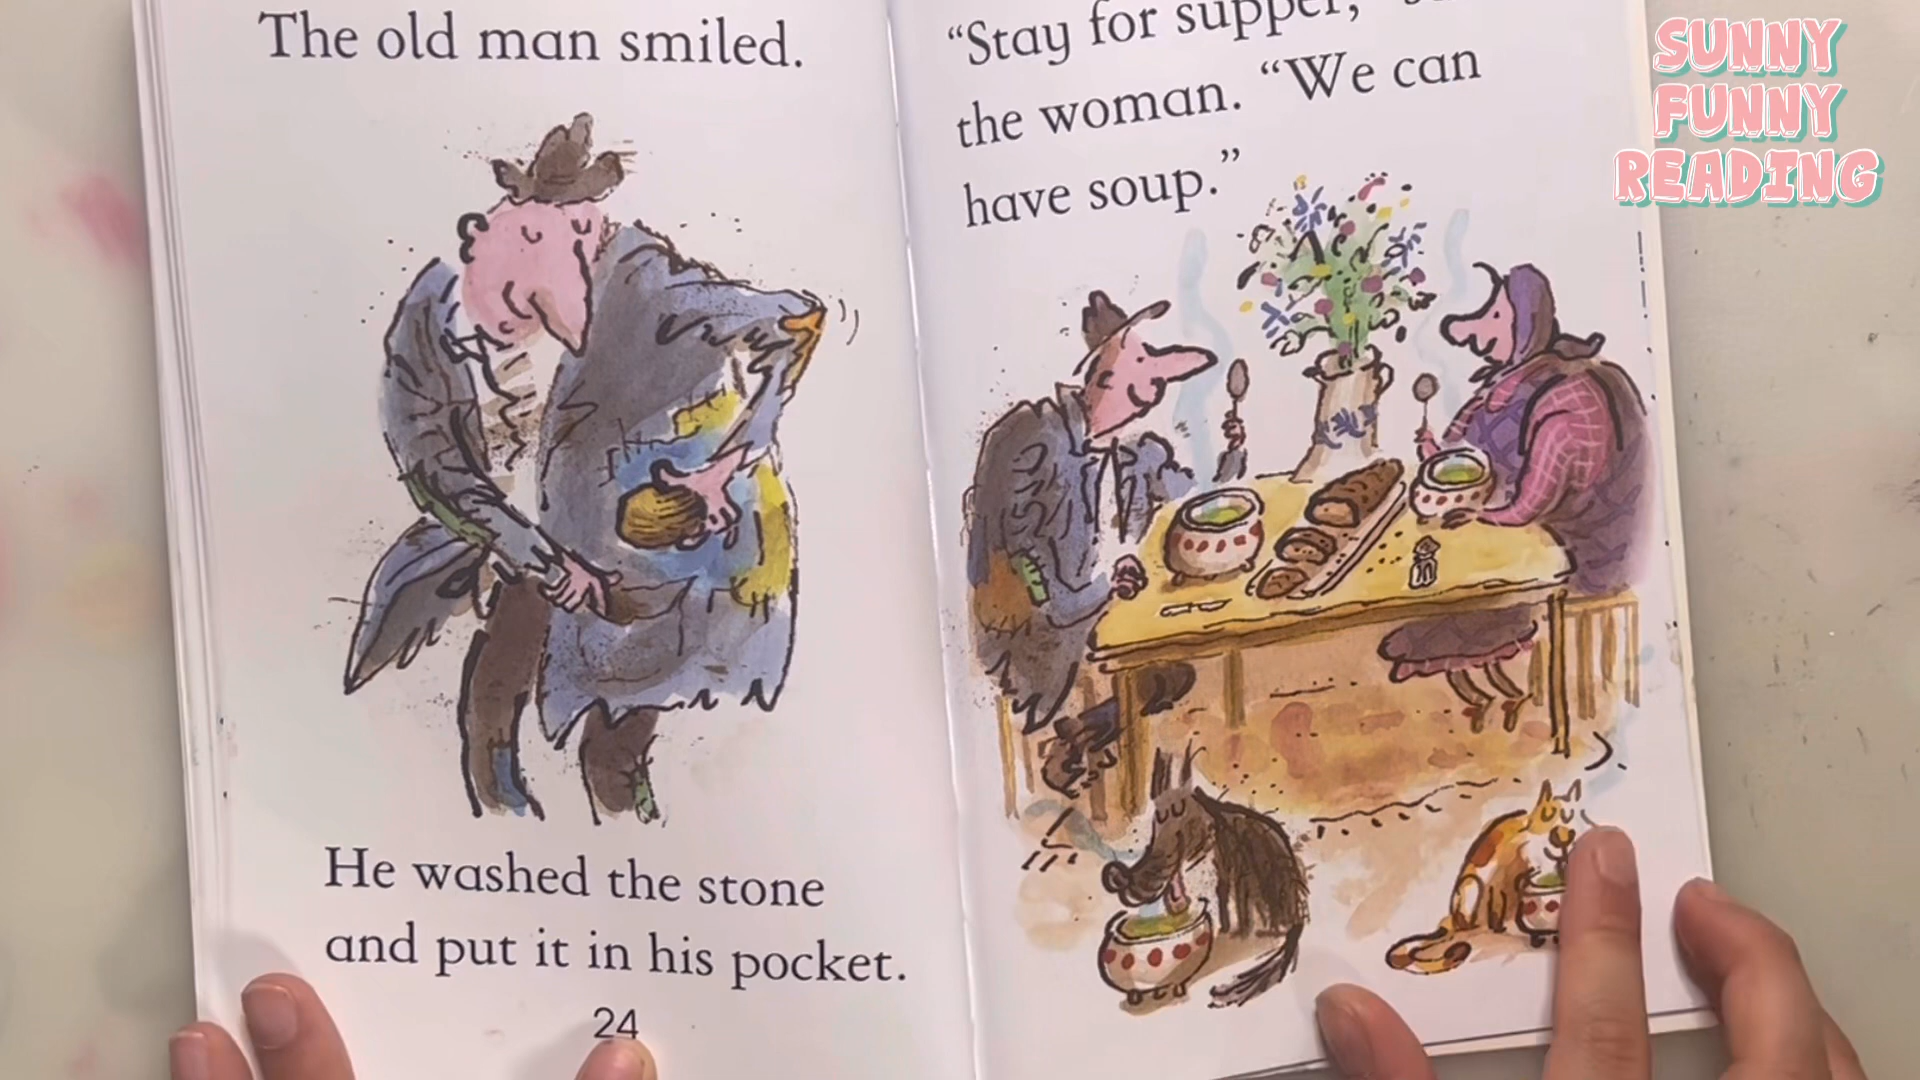 The old man smiled.
He washed the stone
and put it in his pocket.
24
“Stay for supper,”
the woman. “We can
have soup.”
SUNNY
FUNNY
READING